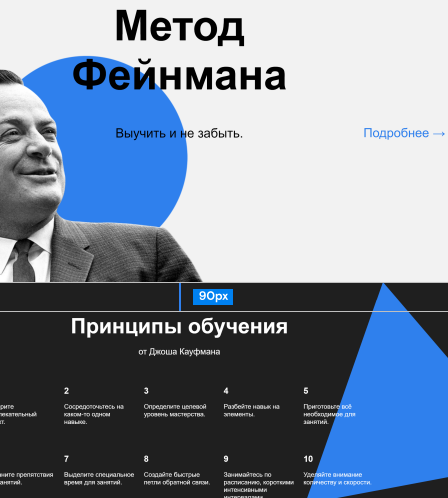 Метод
Фейнмана
Выучить и не забыть.
Подробнее →
90px
Принципы обучения
от Джоша Кауфмана
2
Сосредоточьтесь на
каком-то одном
навыке.
3
Определите целевой
уровень мастерства.
4
Разбейте навык на
элементы.
5
Приготовьте всё
необходимое для
занятий.
препятствия
7
Выделите специальное
время для занятий.
8
Создайте быстрые
петли обратной связи.
9
Занимайтесь по
расписанию, короткими
интенсивными
10
Уделяйте внимание
количеству и скорости.